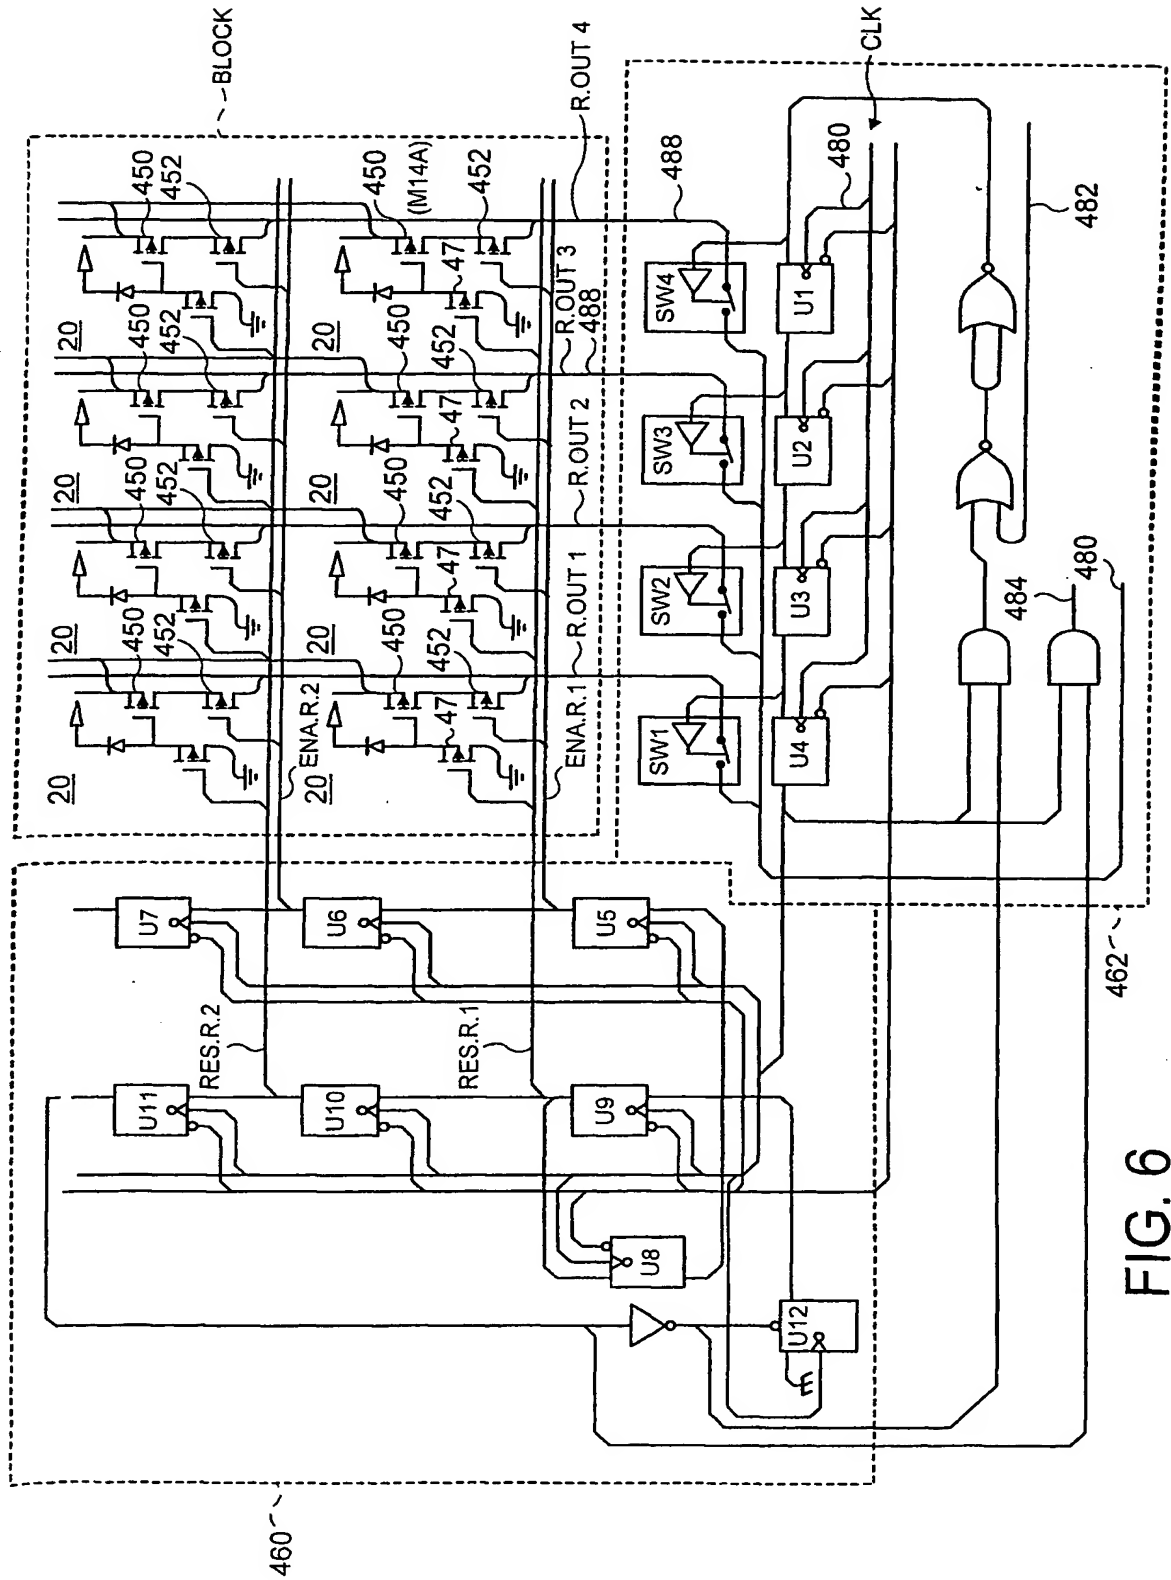 BLOCK
R.OUT 4
CLK
450
452
450
(M14A)
452
488
480
482
20
450
452
47
20
450
452
R.OUT 3
488
SW4
U1
20
450
452
47
20
450
452
R.OUT 2
SW3
U2
20
450
452
47
20
450
452
R.OUT 1
SW2
U3
484
480
20
ENA.R.2
20
47
ENA.R.1
SW1
U4
U7
U6
U5
462
RES.R.2
RES.R.1
U11
U10
U9
U8
U12
460
FIG. 6